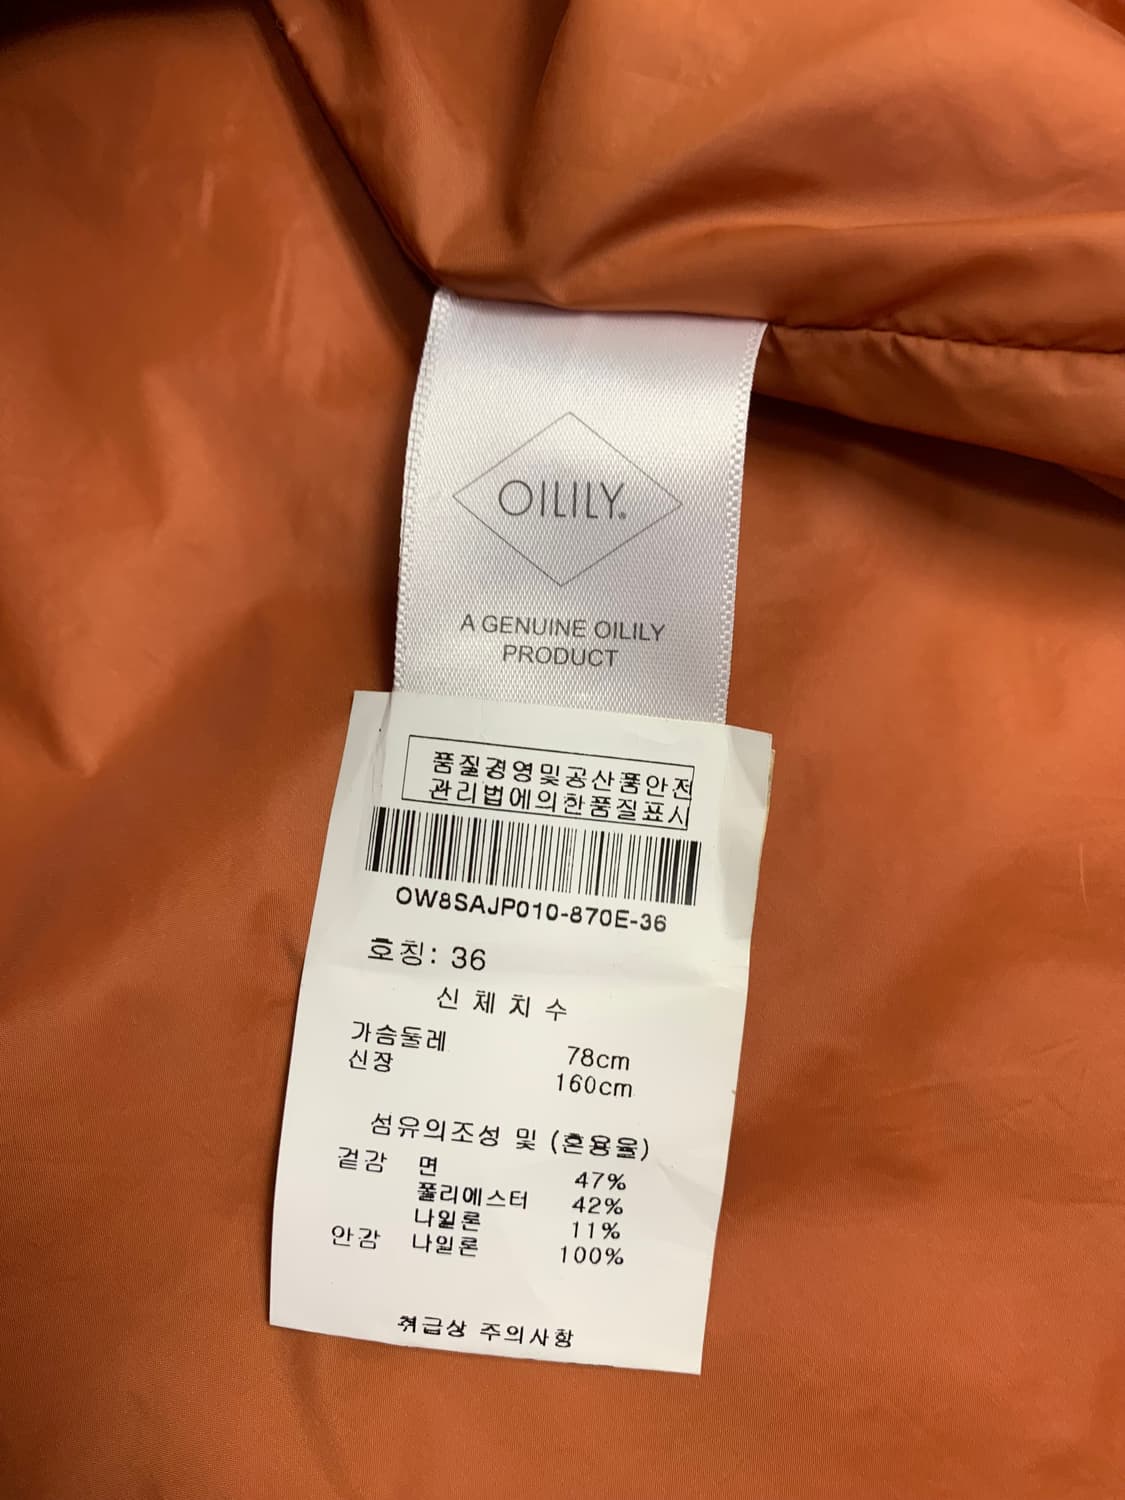 OILILY.
A GENUINE OILILY
PRODUCT
품질경영및공산품안전
관리법에의한품질표시
OW8SAJP010-870E-36
호칭: 36
신 체 치 수
가슴둘레 78cm
신장 160cm
섬유의조성 및 (혼용율)
겉감 면 47%
폴리에스터 42%
나일론 11%
안감 나일론 100%
취급상 주의사항